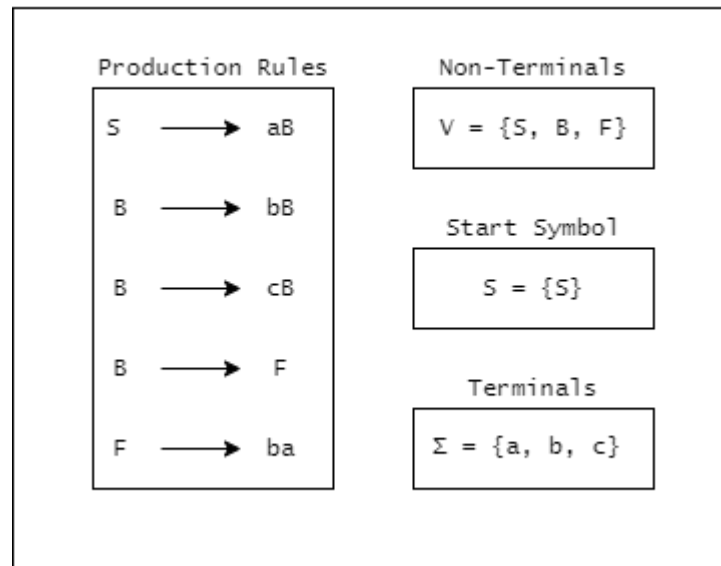 Production Rules
S → aB
B → bB
B → cB
B → F
F → ba
Non-Terminals
V = {S, B, F}
Start Symbol
S = {S}
Terminals
Σ = {a, b, c}